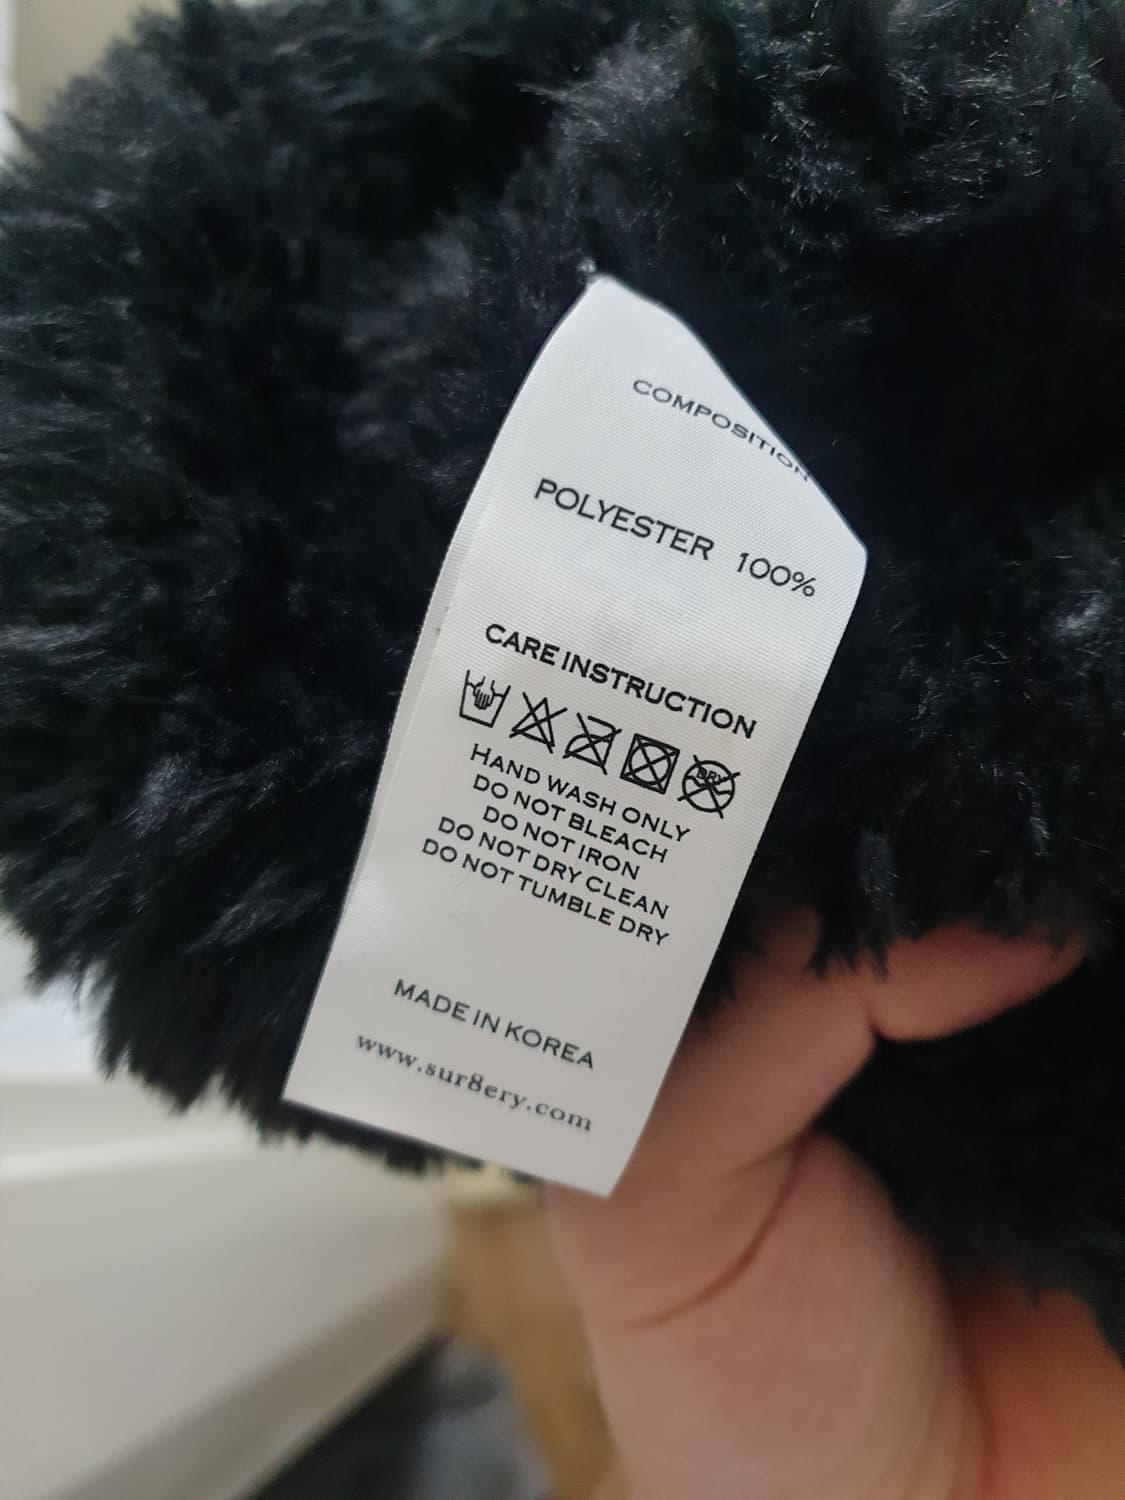 COMPOSITION
POLYESTER 100%
CARE INSTRUCTION
DRY
HAND WASH ONLY
DO NOT BLEACH
DO NOT IRON
DO NOT DRY CLEAN
DO NOT TUMBLE DRY
MADE IN KOREA
www.sur8ery.com